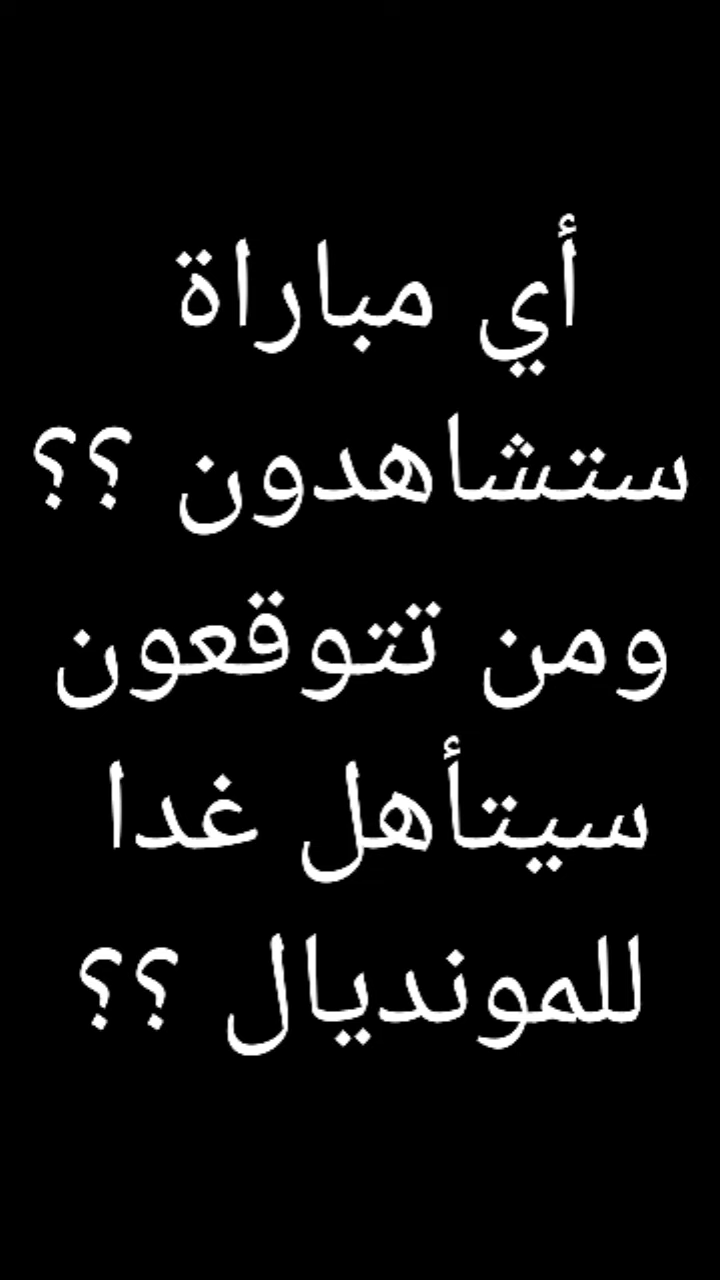 أي مباراة
ستشاهدون ؟؟
ومن تتوقعون
سيتأهل غدا
للمونديال ؟؟